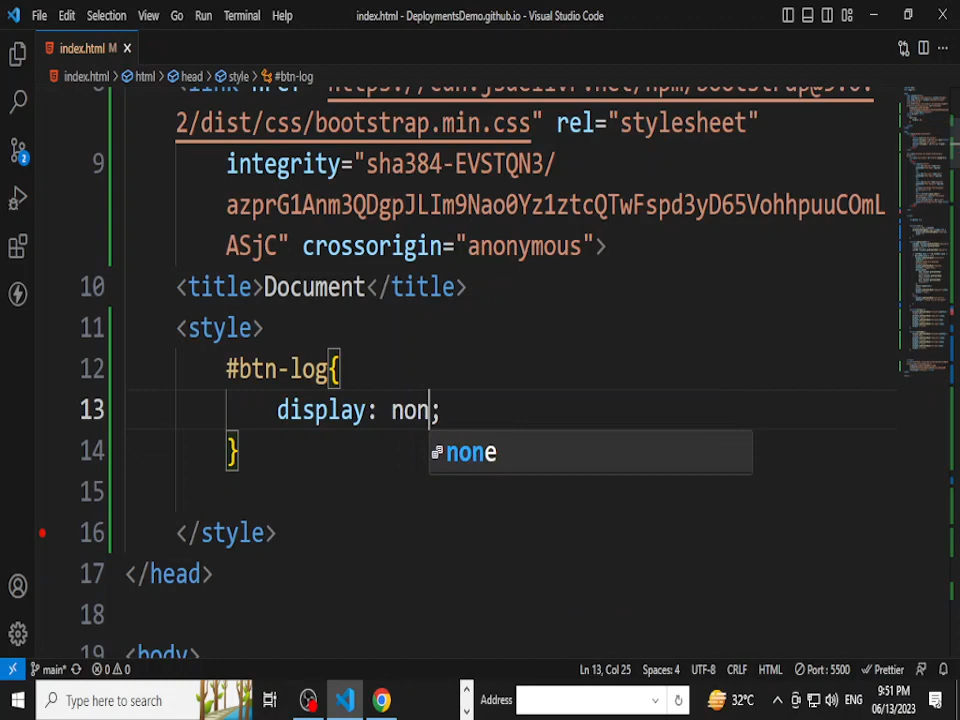 File Edit Selection View Go Run Terminal Help index.html - DeploymentsDemo.github.io - Visual Studio Code
index.html M
index.html > html > head > style > #btn-log
2/dist/css/bootstrap.min.css" rel="stylesheet"
9 integrity="sha384-EVSTQN3/
azprG1Anm3QDgpJLIm9Nao0Yz1ztcQTwFspd3yD65VohhpuuCOmL
ASjC" crossorigin="anonymous">
10 <title>Document</title>
11 <style>
12 #btn-log{
13 display: non;
none
14 }
15
16 </style>
17 </head>
18
19 <body>
2
main* 0 0 Ln 13, Col 25 Spaces: 4 UTF-8 CRLF HTML Port : 5500 Prettier
Type here to search Address 32°C ENG 9:51 PM
06/13/2023